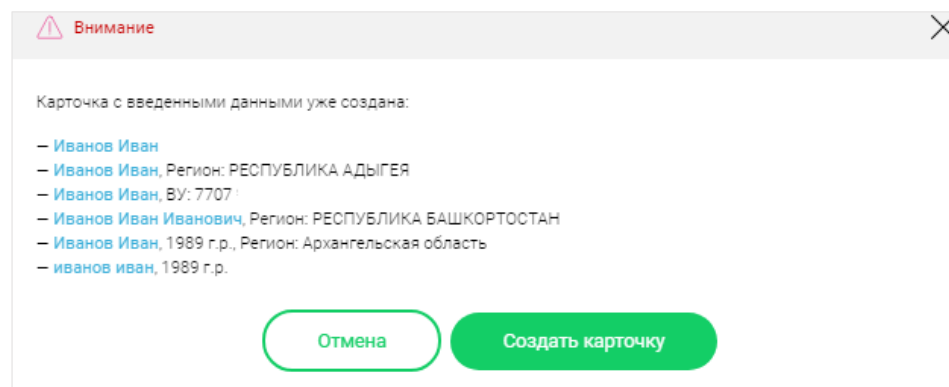 Внимание
Карточка с введенными данными уже создана:
— Иванов Иван
— Иванов Иван, Регион: РЕСПУБЛИКА АДЫГЕЯ
— Иванов Иван, ВУ: 7707
— Иванов Иван Иванович, Регион: РЕСПУБЛИКА БАШКОРТОСТАН
— Иванов Иван, 1989 г.р., Регион: Архангельская область
— иванов иван, 1989 г.р.
Отмена Создать карточку